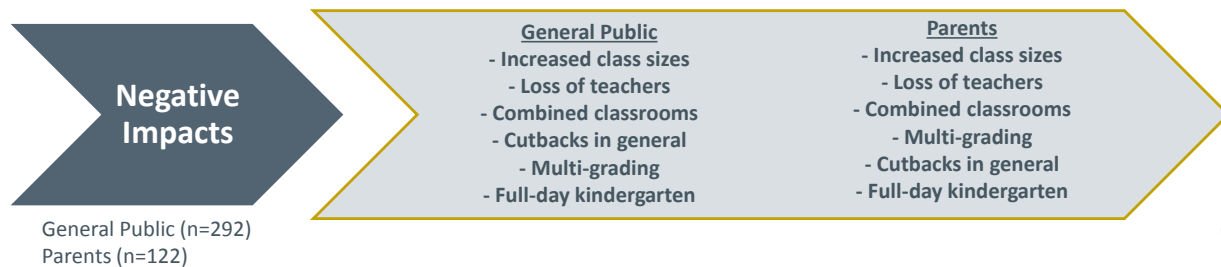 Negative
Impacts
General Public (n=292)
Parents (n=122)
General Public
- Increased class sizes
- Loss of teachers
- Combined classrooms
- Cutbacks in general
- Multi-grading
- Full-day kindergarten
Parents
- Increased class sizes
- Loss of teachers
- Combined classrooms
- Multi-grading
- Cutbacks in general
- Full-day kindergarten